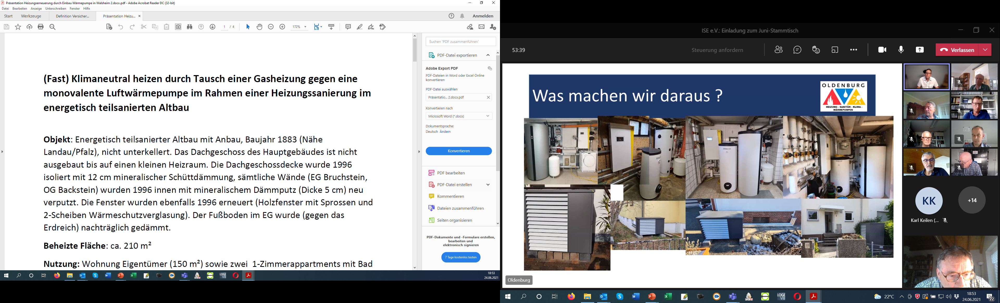 Präsentation Heizungserneuerung durch Einbau Wärmepumpe in Walsheim 2.docx.pdf - Adobe Acrobat Reader DC (32-bit)
Datei Bearbeiten Anzeige Unterschreiben Fenster Hilfe
Start Werkzeuge Definition Versicher... Präsentation Heizu... Anmelden
1 / 4 172%
(Fast) Klimaneutral heizen durch Tausch einer Gasheizung gegen eine
monovalente Luftwärmepumpe im Rahmen einer Heizungssanierung im
energetisch teilsanierten Altbau
Objekt: Energetisch teilsanierter Altbau mit Anbau, Baujahr 1883 (Nähe
Landau/Pfalz), nicht unterkellert. Das Dachgeschoss des Hauptgebäudes ist nicht
ausgebaut bis auf einen kleinen Heizraum. Die Dachgeschossdecke wurde 1996
isoliert mit 12 cm mineralischer Schüttdämmung, sämtliche Wände (EG Bruchstein,
OG Backstein) wurden 1996 innen mit mineralischem Dämmputz (Dicke 5 cm) neu
verputzt. Die Fenster wurden ebenfalls 1996 erneuert (Holzfenster mit Sprossen und
2-Scheiben Wärmeschutzverglasung). Der Fußboden im EG wurde (gegen das
Erdreich) nachträglich gedämmt.
Beheizte Fläche: ca. 210 m²
Nutzung: Wohnung Eigentümer (150 m²) sowie zwei 1-Zimmerappartments mit Bad
Suchen 'PDF zusammenführen'
PDF-Datei exportieren
Adobe Export PDF
PDF-Dateien in Word oder Excel Online
konvertieren
PDF-Datei auswählen
Präsentatio... 2.docx.pdf
Konvertieren nach
Microsoft Word (*.docx)
Dokumentsprache:
Deutsch Ändern
Konvertieren
PDF bearbeiten
PDF-Datei erstellen
Kommentieren
Dateien zusammenführen
Seiten organisieren
PDF-Dokumente und -Formulare erstellen,
bearbeiten und
elektronisch signieren
7 Tage kostenlos testen
18:53
24.06.2021
ISE e.V.: Einladung zum Juni-Stammtisch
53:39
Steuerung anfordern
Verlassen
Was machen wir daraus ?
OLDENBURG
HEIZUNG - SANITÄR - KLIMA -
WÄRMEPUMPEN
KK
+14
Karl Keilen (...
Oldenburg
22°C
18:53
24.06.2021
22